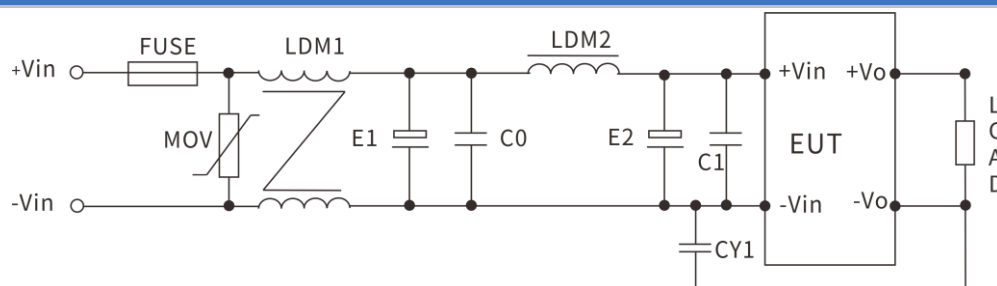 FUSE
LDM1
LDM2
+Vin
+Vin
+Vo
MOV
E1
C0
E2
C1
EUT
-Vin
-Vin
-Vo
CY1